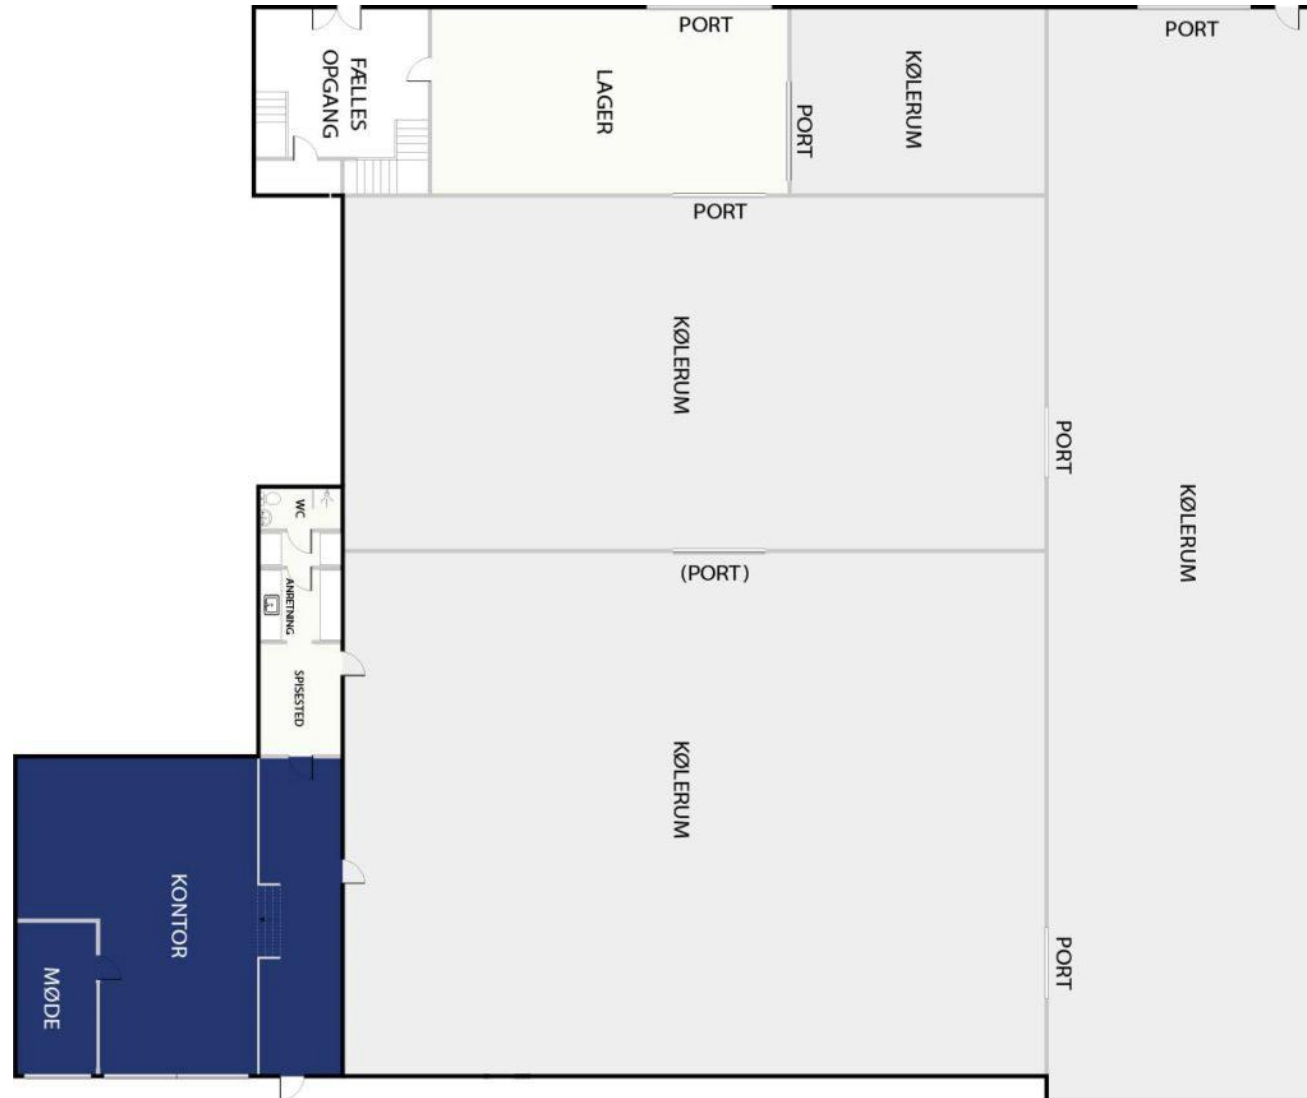 PORT
PORT
FÆLLES
OPGANG
LAGER
KØLERUM
PORT
PORT
KØLERUM
PORT
KØLERUM
WC
(PORT)
ANRETNING
SPISESTED
KØLERUM
KONTOR
PORT
MØDE